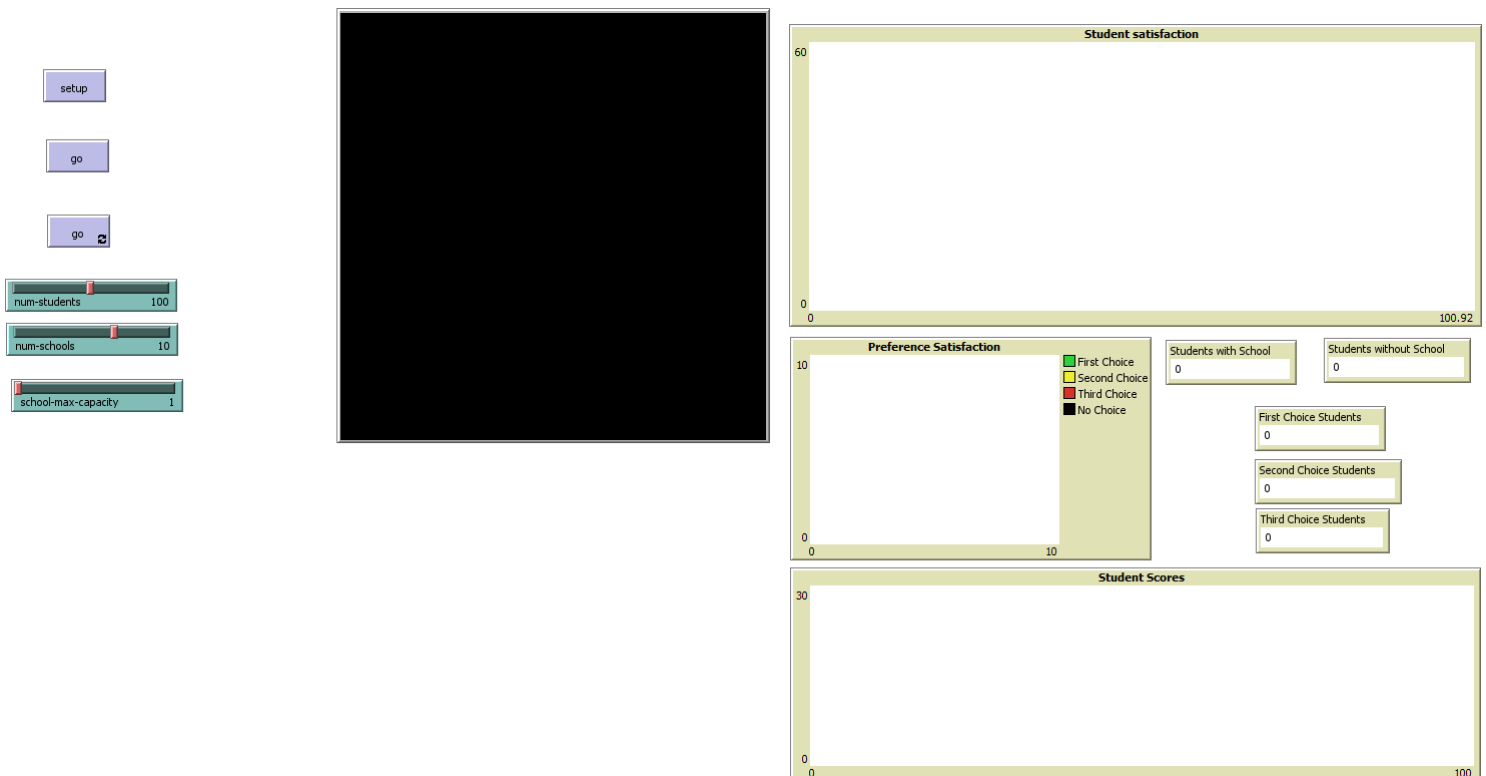 setup
go
go
num-students 100
num-schools 10
school-max-capacity 1
Student satisfaction
60
0
0 100.92
Preference Satisfaction
10
0
0 10
First Choice
Second Choice
Third Choice
No Choice
Students with School
0
Students without School
0
First Choice Students
0
Second Choice Students
0
Third Choice Students
0
Student Scores
30
0
0 100